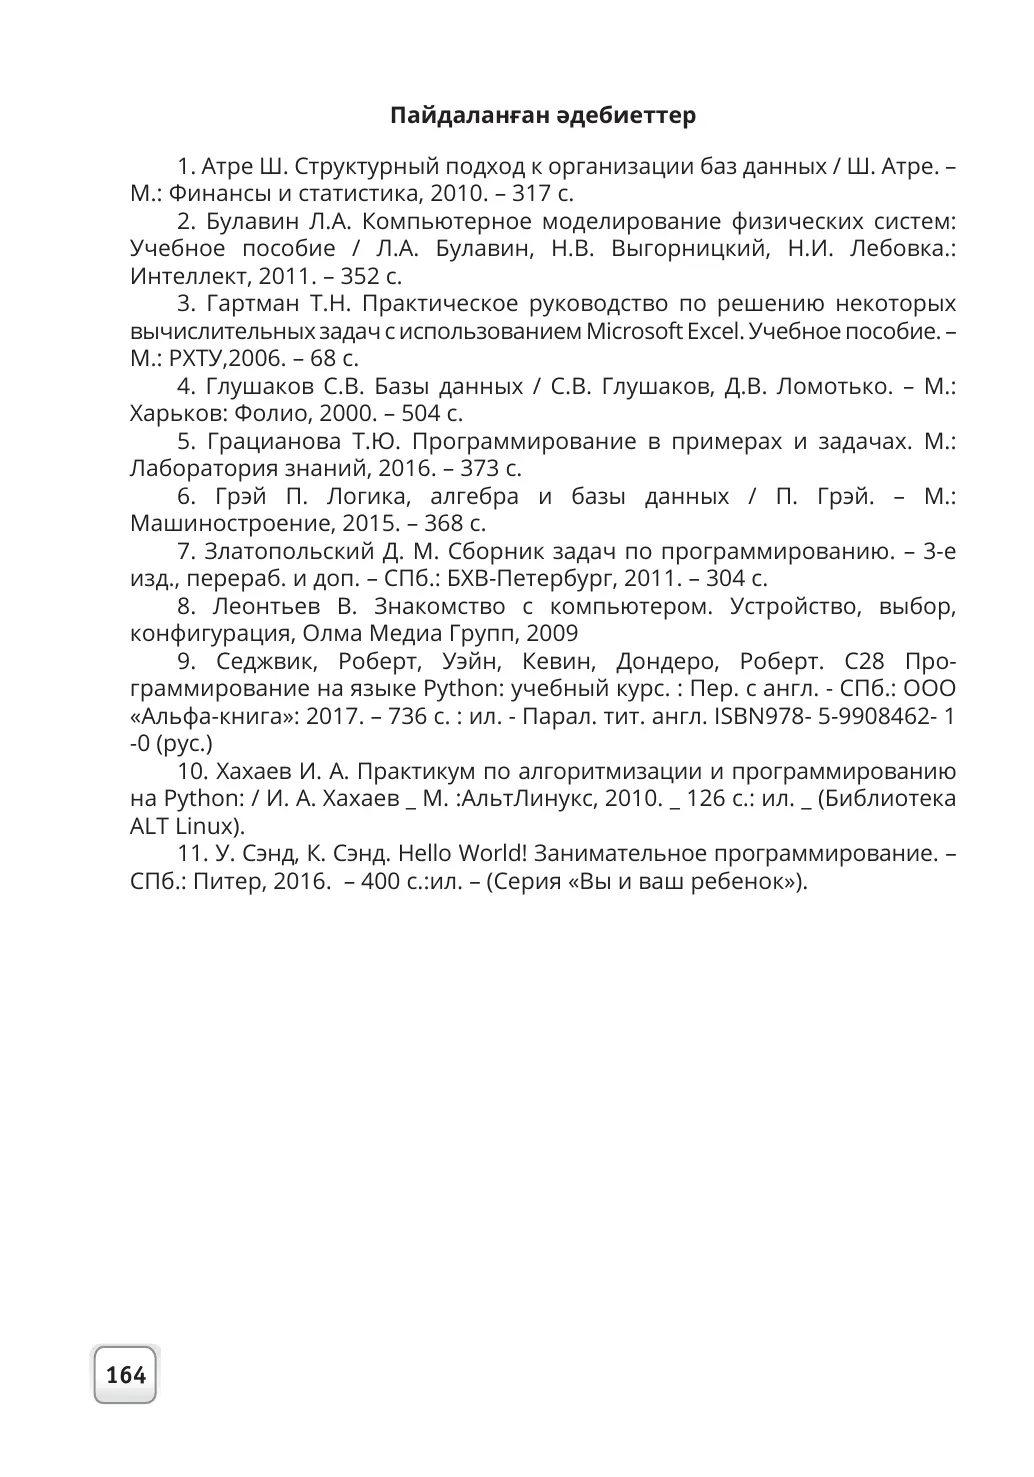 Пайдаланған әдебиеттер
1. Атре Ш. Структурный подход к организации баз данных / Ш. Атре. –
М.: Финансы и статистика, 2010. – 317 с.
2. Булавин Л.А. Компьютерное моделирование физических систем:
Учебное пособие / Л.А. Булавин, Н.В. Выгорницкий, Н.И. Лебовка.:
Интеллект, 2011. – 352 с.
3. Гартман Т.Н. Практическое руководство по решению некоторых
вычислительных задач с использованием Microsoft Excel. Учебное пособие. –
М.: РХТУ,2006. – 68 с.
4. Глушаков С.В. Базы данных / С.В. Глушаков, Д.В. Ломотько. – М.:
Харьков: Фолио, 2000. – 504 с.
5. Грацианова Т.Ю. Программирование в примерах и задачах. М.:
Лаборатория знаний, 2016. – 373 с.
6. Грэй П. Логика, алгебра и базы данных / П. Грэй. – М.:
Машиностроение, 2015. – 368 с.
7. Златопольский Д. М. Сборник задач по программированию. – 3-е
изд., перераб. и доп. – СПб.: БХВ-Петербург, 2011. – 304 с.
8. Леонтьев В. Знакомство с компьютером. Устройство, выбор,
конфигурация, Олма Медиа Групп, 2009
9. Седжвик, Роберт, Уэйн, Кевин, Дондеро, Роберт. С28 Про-
граммирование на языке Python: учебный курс. : Пер. с англ. - СПб.: ООО
«Альфа-книга»: 2017. – 736 с. : ил. - Парал. тит. англ. ISBN978- 5-9908462- 1
-0 (рус.)
10. Хахаев И. А. Практикум по алгоритмизации и программированию
на Python: / И. А. Хахаев _ М. :АльтЛинукс, 2010. _ 126 с.: ил. _ (Библиотека
ALT Linux).
11. У. Сэнд, К. Сэнд. Hello World! Занимательное программирование. –
СПб.: Питер, 2016.  – 400 с.:ил. – (Серия «Вы и ваш ребенок»).
164